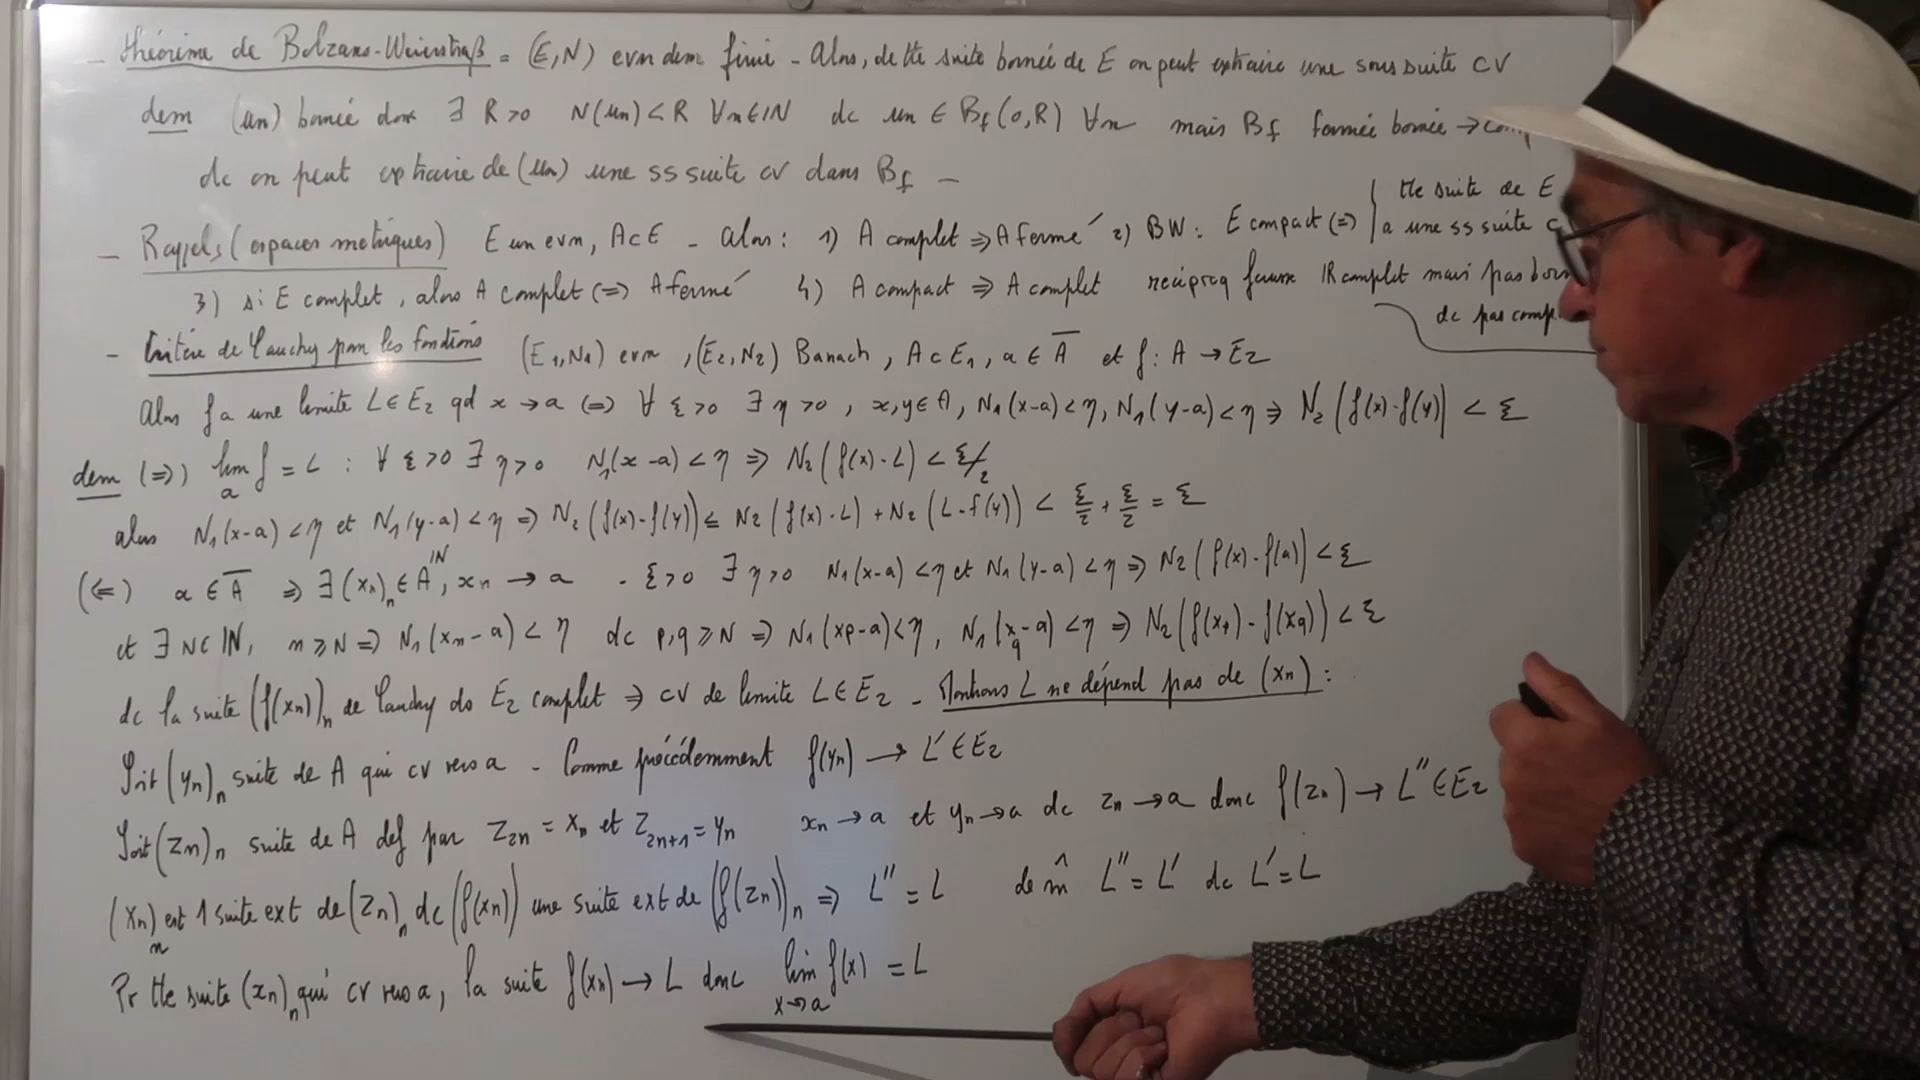 - théorème de Bolzano-Weierstraß = (E,N) evn dem finie - Alors, de tte suite bornée de E on peut extraire une sous suite CV
dem (un) bornée donc ∃ R>0 N(un)<R ∀n∈IN dc un ∈ Bf(0,R) ∀n mais Bf fermée bornée → comp
dc on peut extraire de (un) une ss suite cv dans Bf -
- Rappels (espaces métriques) E un evn, A⊂E - Alors : 1) A complet ⇒ A fermé 2) BW : E compact (⇔) | tte suite de E
a une ss suite c
3) si E complet, alors A complet (⇔) A fermé 4) A compact ⇒ A complet réciproq fausse IR complet mais pas born
dc pas comp
- Critère de Cauchy pour les fonctions (E1,N1) evn, (E2,N2) Banach, A⊂E1, a ∈ A̅ et f : A → E2
Alors f a une limite L∈E2 qd x → a (⇔) ∀ ε>0 ∃ η>0, x,y∈A, N1(x-a)<η, N1(y-a)<η ⇒ N2(f(x)-f(y)) < ε
dem (⇒) lim_a f = L : ∀ ε>0 ∃ η>0 N1(x-a)<η ⇒ N2(f(x)-L) < ε/2
alors N1(x-a)<η et N1(y-a)<η ⇒ N2(f(x)-f(y)) ≤ N2(f(x)-L) + N2(L-f(y)) < ε/2 + ε/2 = ε
(⇐) a ∈ A̅ ⇒ ∃(xn)n ∈ A^IN, xn → a - ε>0 ∃ η>0 N1(x-a)<η et N1(y-a)<η ⇒ N2(f(x)-f(a)) < ε
et ∃ N∈IN, n≥N ⇒ N1(xn-a)<η dc p,q≥N ⇒ N1(xp-a)<η, N1(xq-a)<η ⇒ N2(f(xp)-f(xq)) < ε
dc la suite (f(xn))n de Cauchy ds E2 complet ⇒ CV de limite L∈E2 - Montrons L ne dépend pas de (xn) :
Soit (yn)n suite de A qui cv vers a - Comme précédemment f(yn) → L' ∈ E2
Soit (zn)n suite de A def par z2n = xn et z2n+1 = yn xn → a et yn → a dc zn → a donc f(zn) → L'' ∈ E2
(xn)n est 1 suite ext de (zn)n dc (f(xn)) une suite ext de (f(zn))n ⇒ L'' = L de m̂ L'' = L' dc L' = L
Pr tte suite (xn)n qui cv vers a, la suite f(xn) → L donc lim_{x→a} f(x) = L